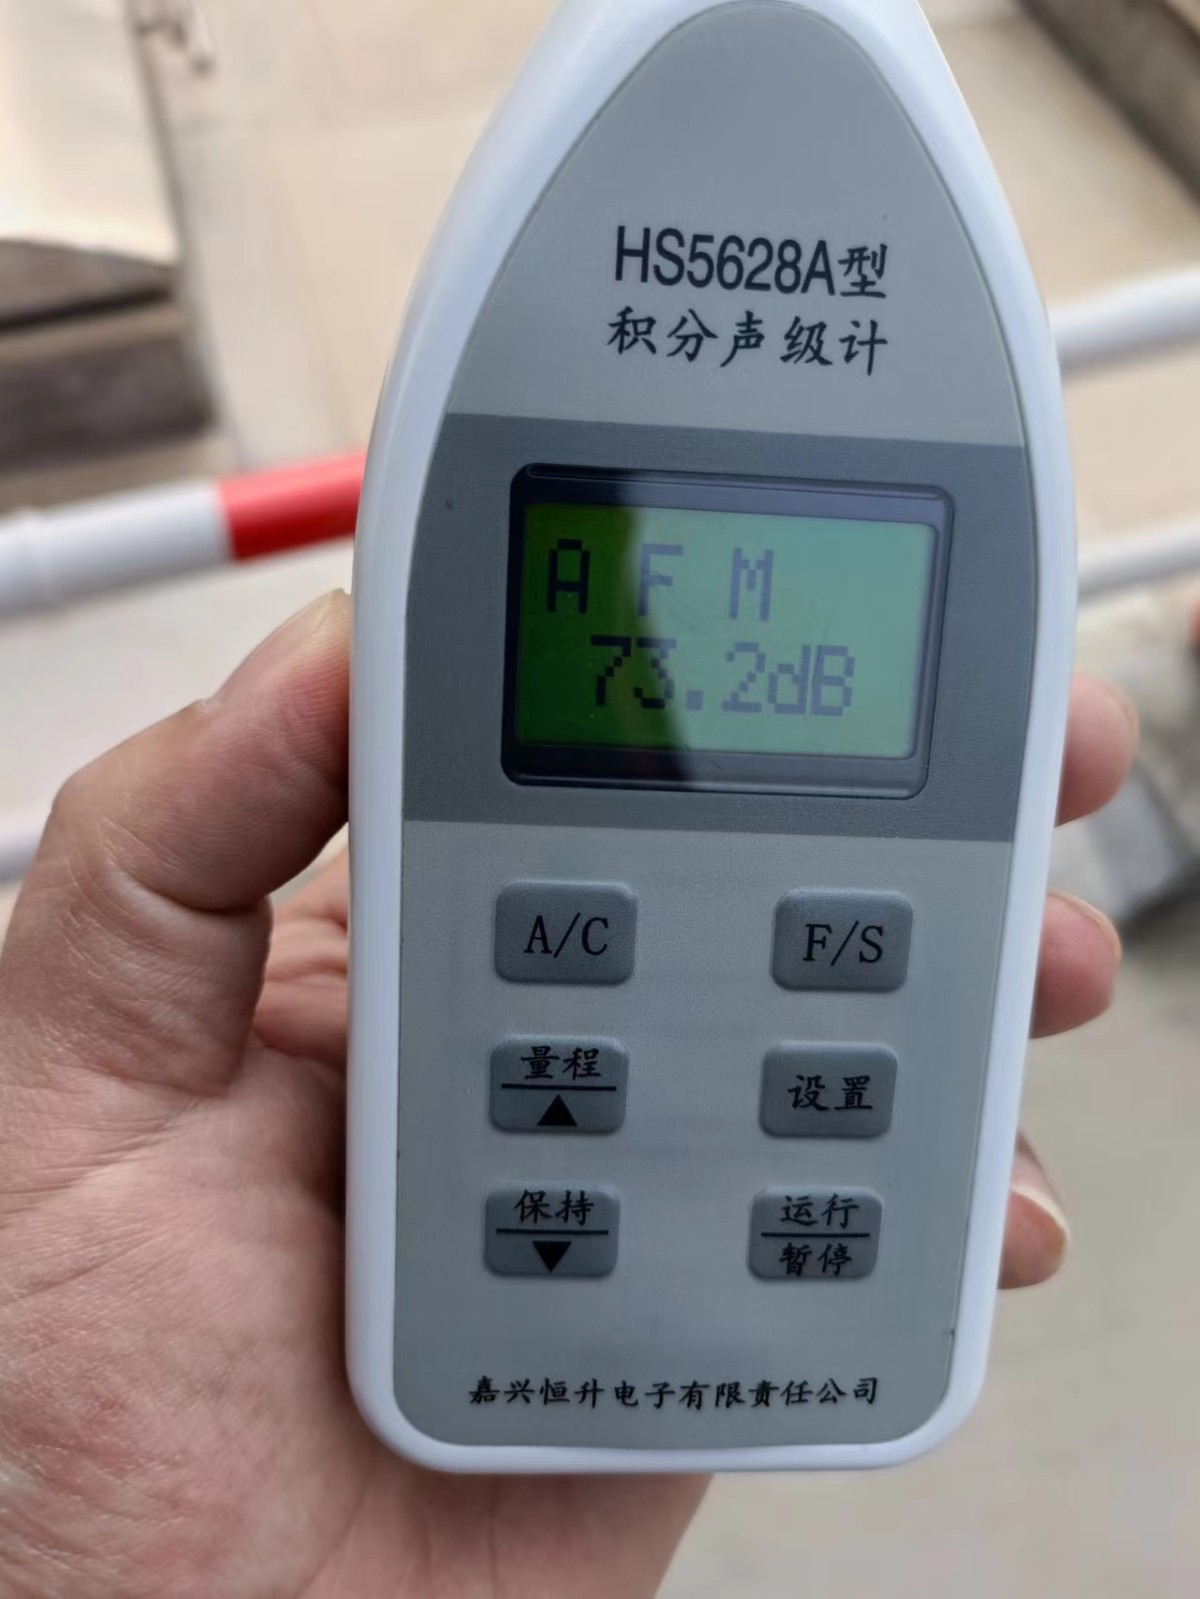 HS5628A型
积分声级计
A F M
73.2dB
A/C
F/S
量程
▲
设置
保持
▼
运行
暂停
嘉兴恒升电子有限责任公司